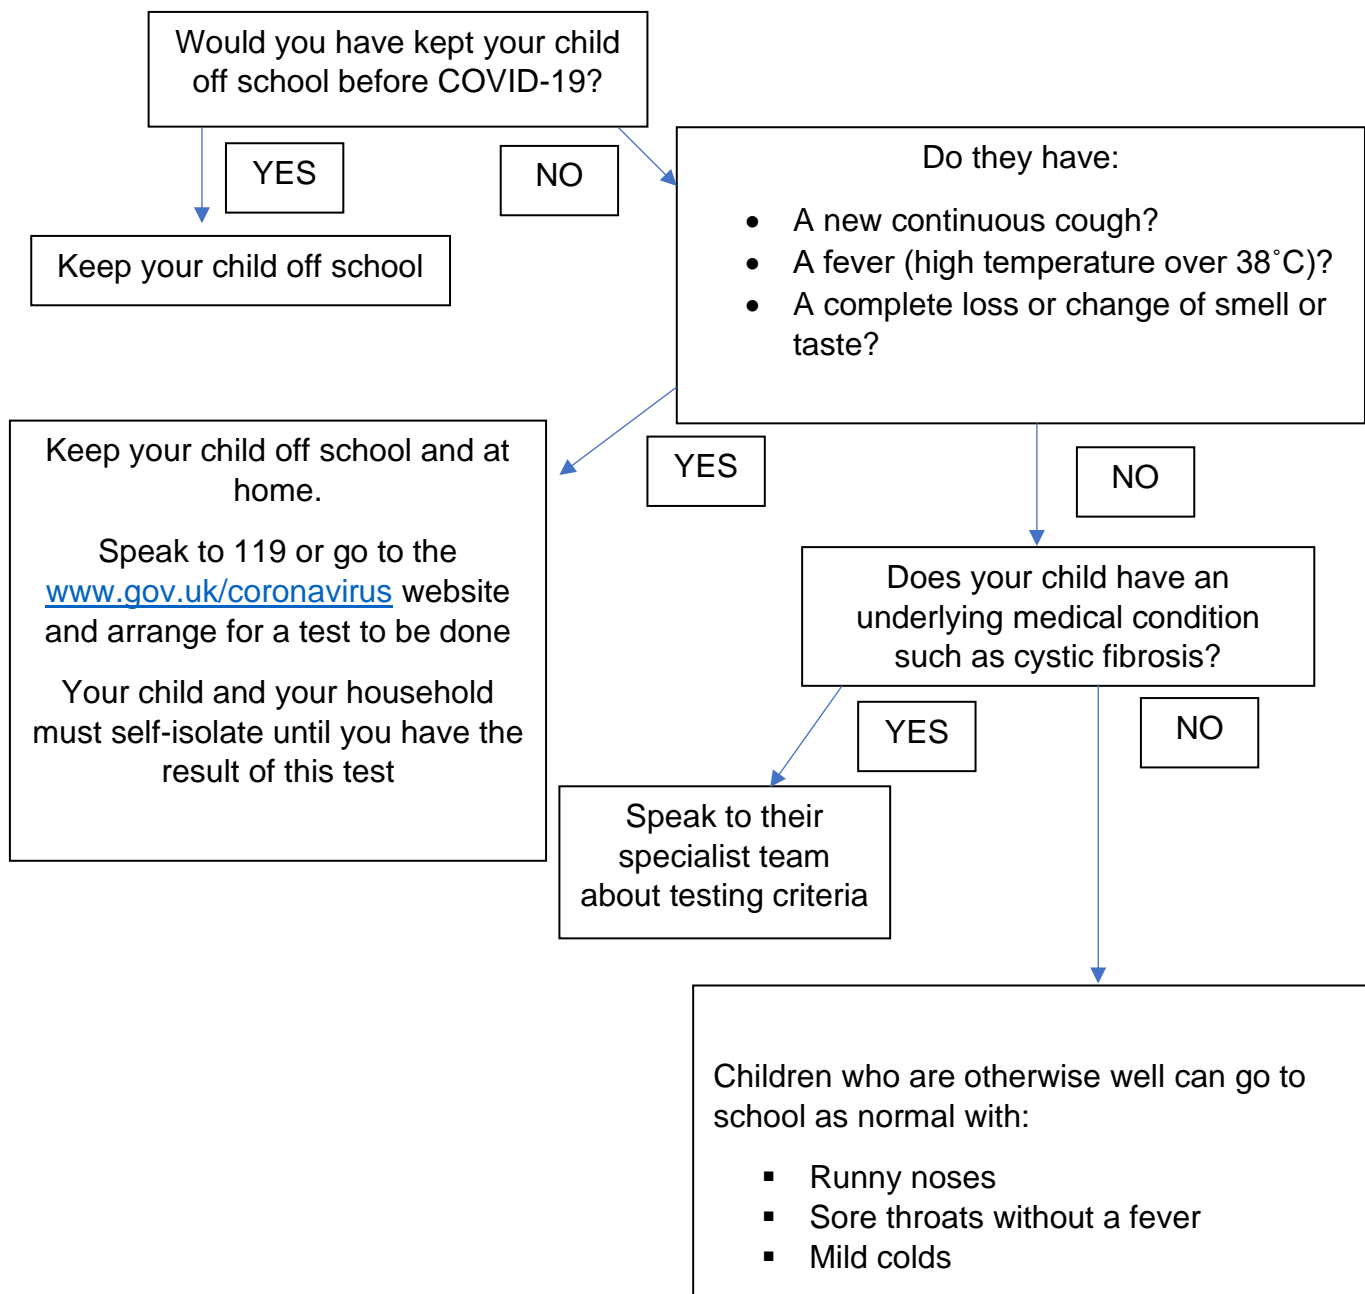 Would you have kept your child
off school before COVID-19?
YES
NO
Keep your child off school
Do they have:
• A new continuous cough?
• A fever (high temperature over 38˚C)?
• A complete loss or change of smell or
taste?
YES
NO
Keep your child off school and at
home.
Speak to 119 or go to the
www.gov.uk/coronavirus website
and arrange for a test to be done
Your child and your household
must self-isolate until you have the
result of this test
Does your child have an
underlying medical condition
such as cystic fibrosis?
YES
NO
Speak to their
specialist team
about testing criteria
Children who are otherwise well can go to
school as normal with:
▪ Runny noses
▪ Sore throats without a fever
▪ Mild colds